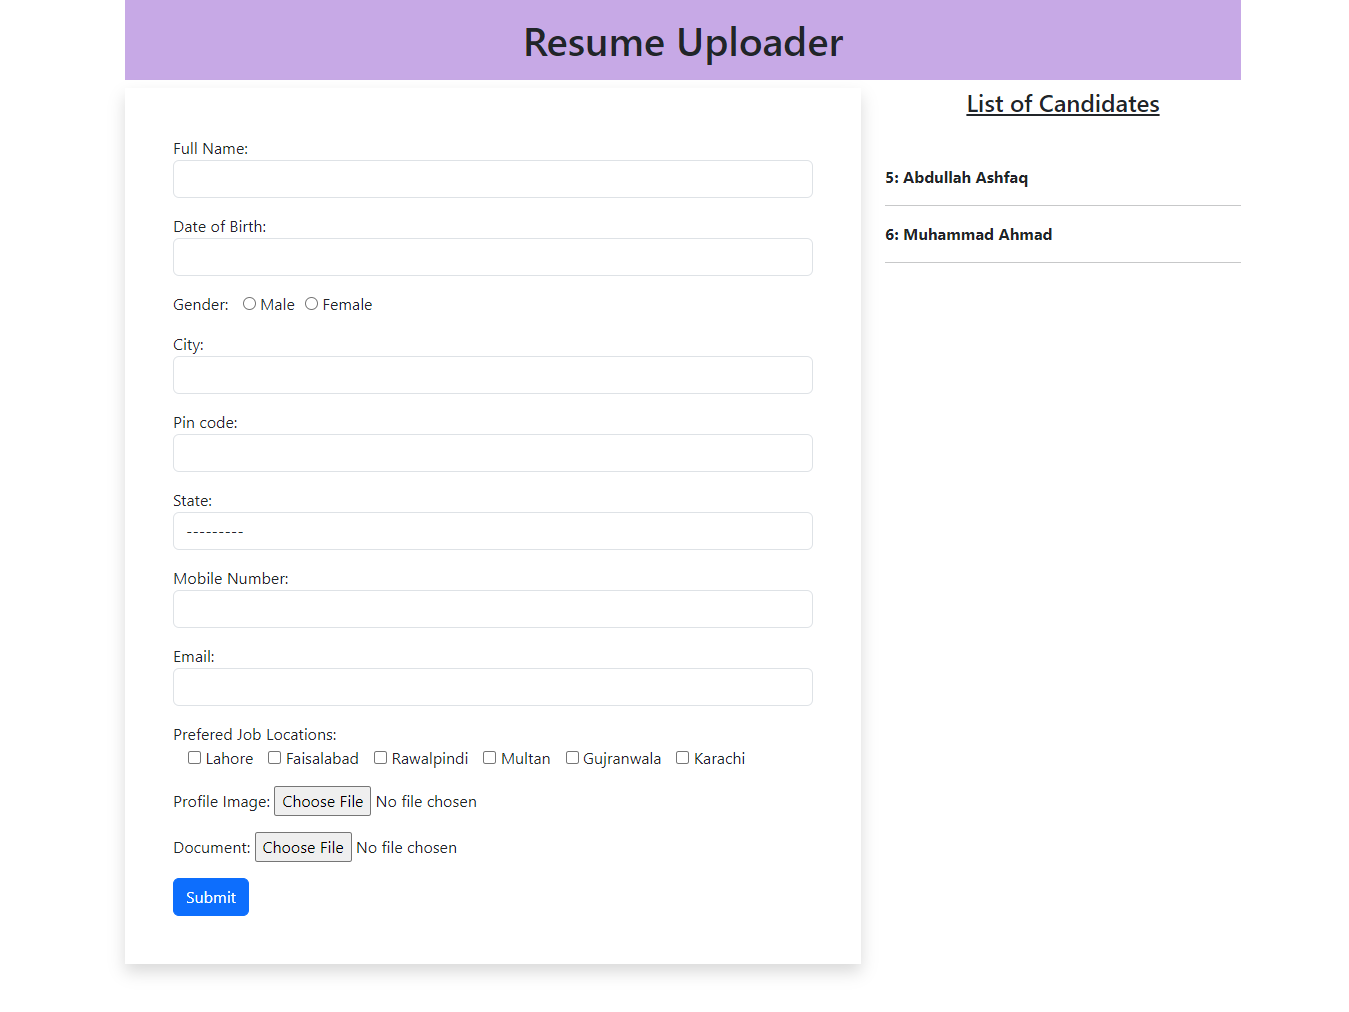 Resume Uploader
Full Name:
Date of Birth:
Gender: Male Female
City:
Pin code:
State:
---------
Mobile Number:
Email:
Prefered Job Locations:
Lahore Faisalabad Rawalpindi Multan Gujranwala Karachi
Profile Image: Choose File No file chosen
Document: Choose File No file chosen
Submit
List of Candidates
5: Abdullah Ashfaq
6: Muhammad Ahmad